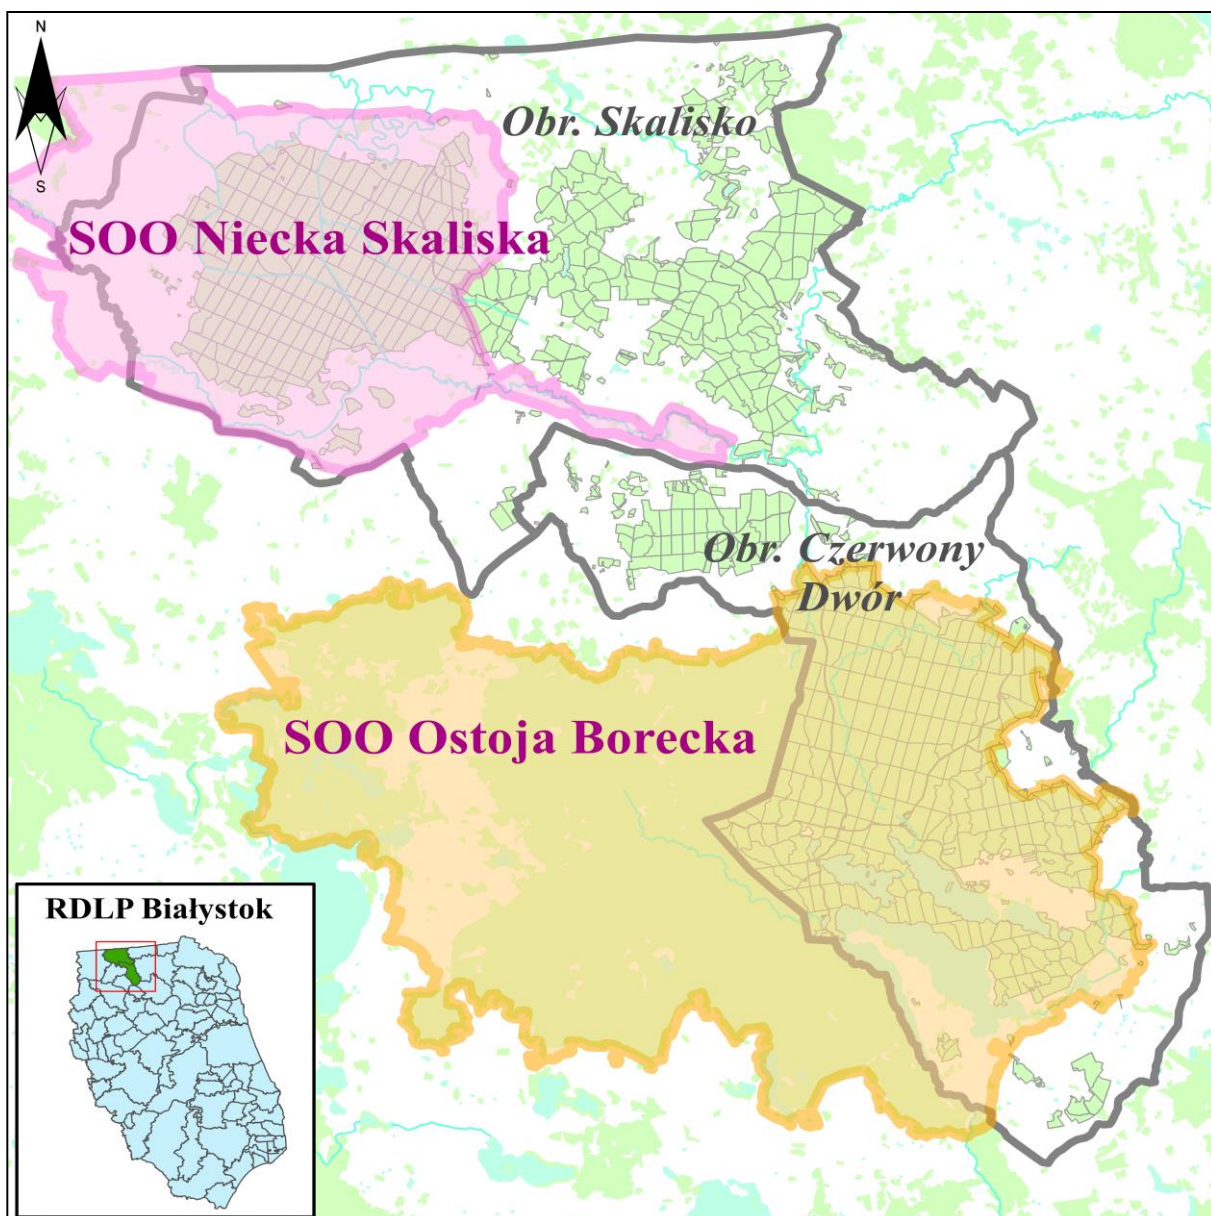 N
S
Obr. Skalisko
SOO Niecka Skaliska
Obr. Czerwony
Dwór
SOO Ostoja Borecka
RDLP Białystok